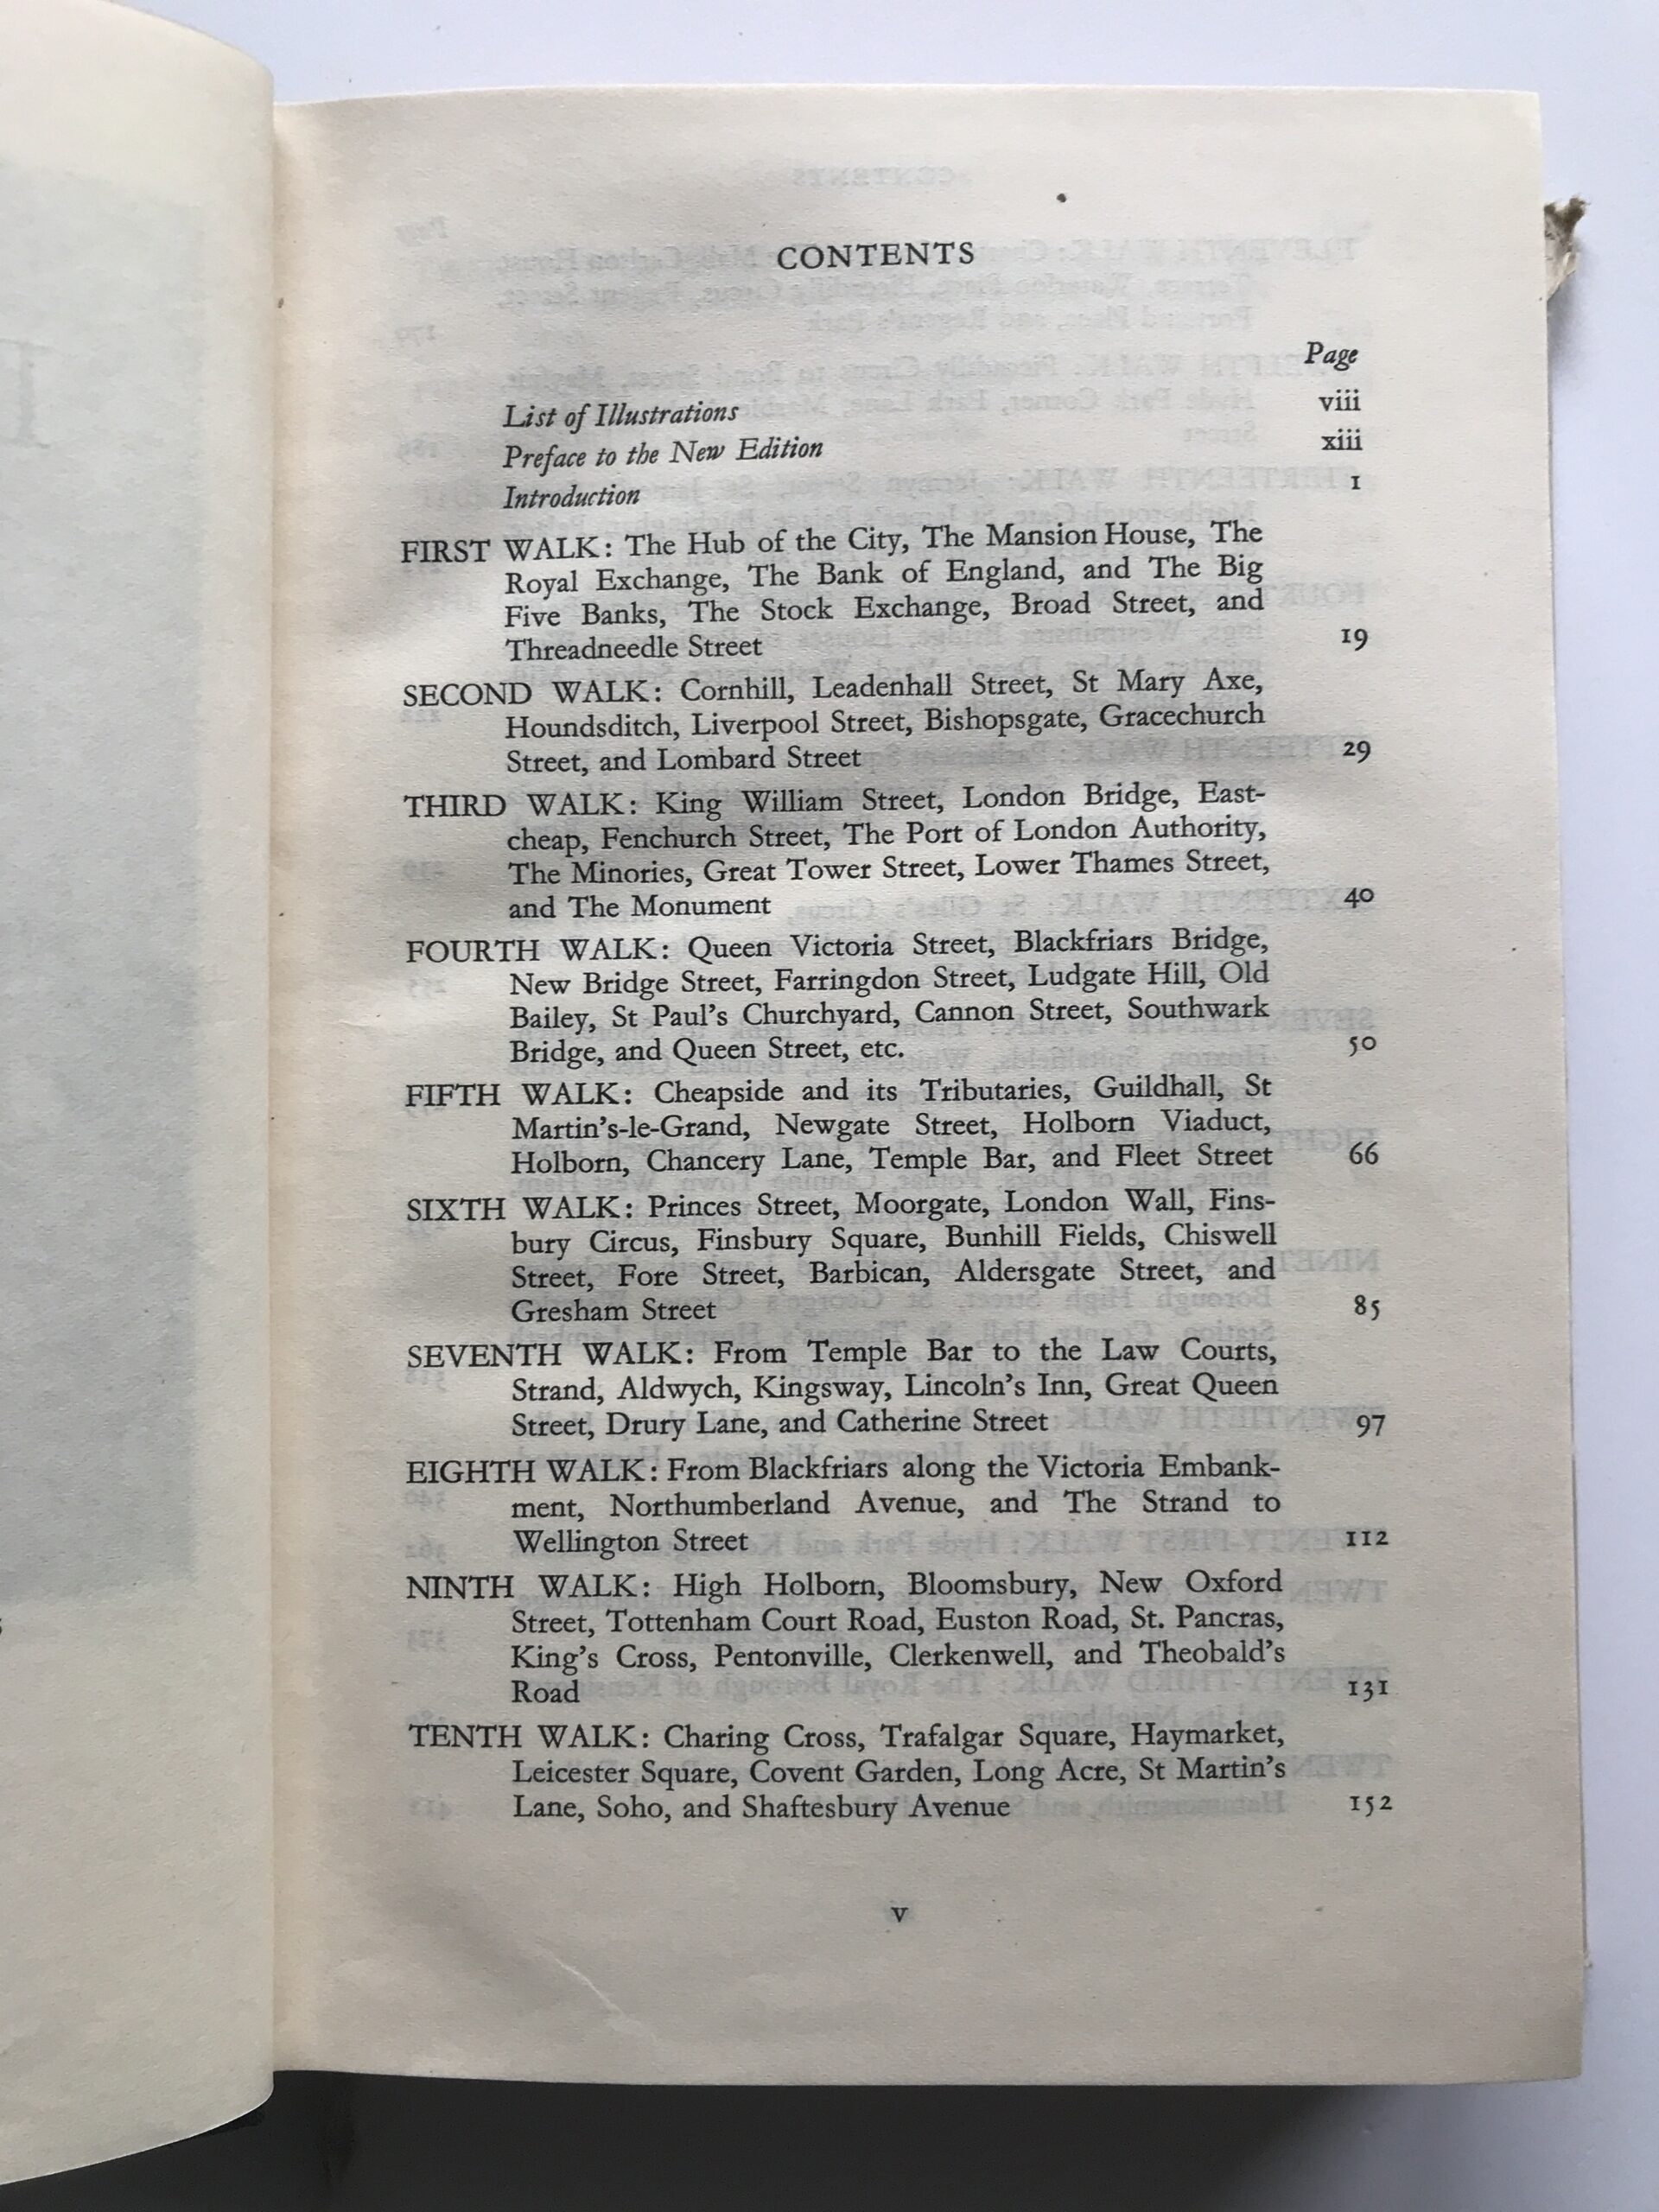 CONTENTS
Page
List of Illustrations viii
Preface to the New Edition xiii
Introduction 1
FIRST WALK: The Hub of the City, The Mansion House, The
Royal Exchange, The Bank of England, and The Big
Five Banks, The Stock Exchange, Broad Street, and
Threadneedle Street 19
SECOND WALK: Cornhill, Leadenhall Street, St Mary Axe,
Houndsditch, Liverpool Street, Bishopsgate, Gracechurch
Street, and Lombard Street 29
THIRD WALK: King William Street, London Bridge, East-
cheap, Fenchurch Street, The Port of London Authority,
The Minories, Great Tower Street, Lower Thames Street,
and The Monument 40
FOURTH WALK: Queen Victoria Street, Blackfriars Bridge,
New Bridge Street, Farringdon Street, Ludgate Hill, Old
Bailey, St Paul's Churchyard, Cannon Street, Southwark
Bridge, and Queen Street, etc. 50
FIFTH WALK: Cheapside and its Tributaries, Guildhall, St
Martin's-le-Grand, Newgate Street, Holborn Viaduct,
Holborn, Chancery Lane, Temple Bar, and Fleet Street 66
SIXTH WALK: Princes Street, Moorgate, London Wall, Fins-
bury Circus, Finsbury Square, Bunhill Fields, Chiswell
Street, Fore Street, Barbican, Aldersgate Street, and
Gresham Street 85
SEVENTH WALK: From Temple Bar to the Law Courts,
Strand, Aldwych, Kingsway, Lincoln's Inn, Great Queen
Street, Drury Lane, and Catherine Street 97
EIGHTH WALK: From Blackfriars along the Victoria Embank-
ment, Northumberland Avenue, and The Strand to
Wellington Street 112
NINTH WALK: High Holborn, Bloomsbury, New Oxford
Street, Tottenham Court Road, Euston Road, St. Pancras,
King's Cross, Pentonville, Clerkenwell, and Theobald's
Road 131
TENTH WALK: Charing Cross, Trafalgar Square, Haymarket,
Leicester Square, Covent Garden, Long Acre, St Martin's
Lane, Soho, and Shaftesbury Avenue 152
v